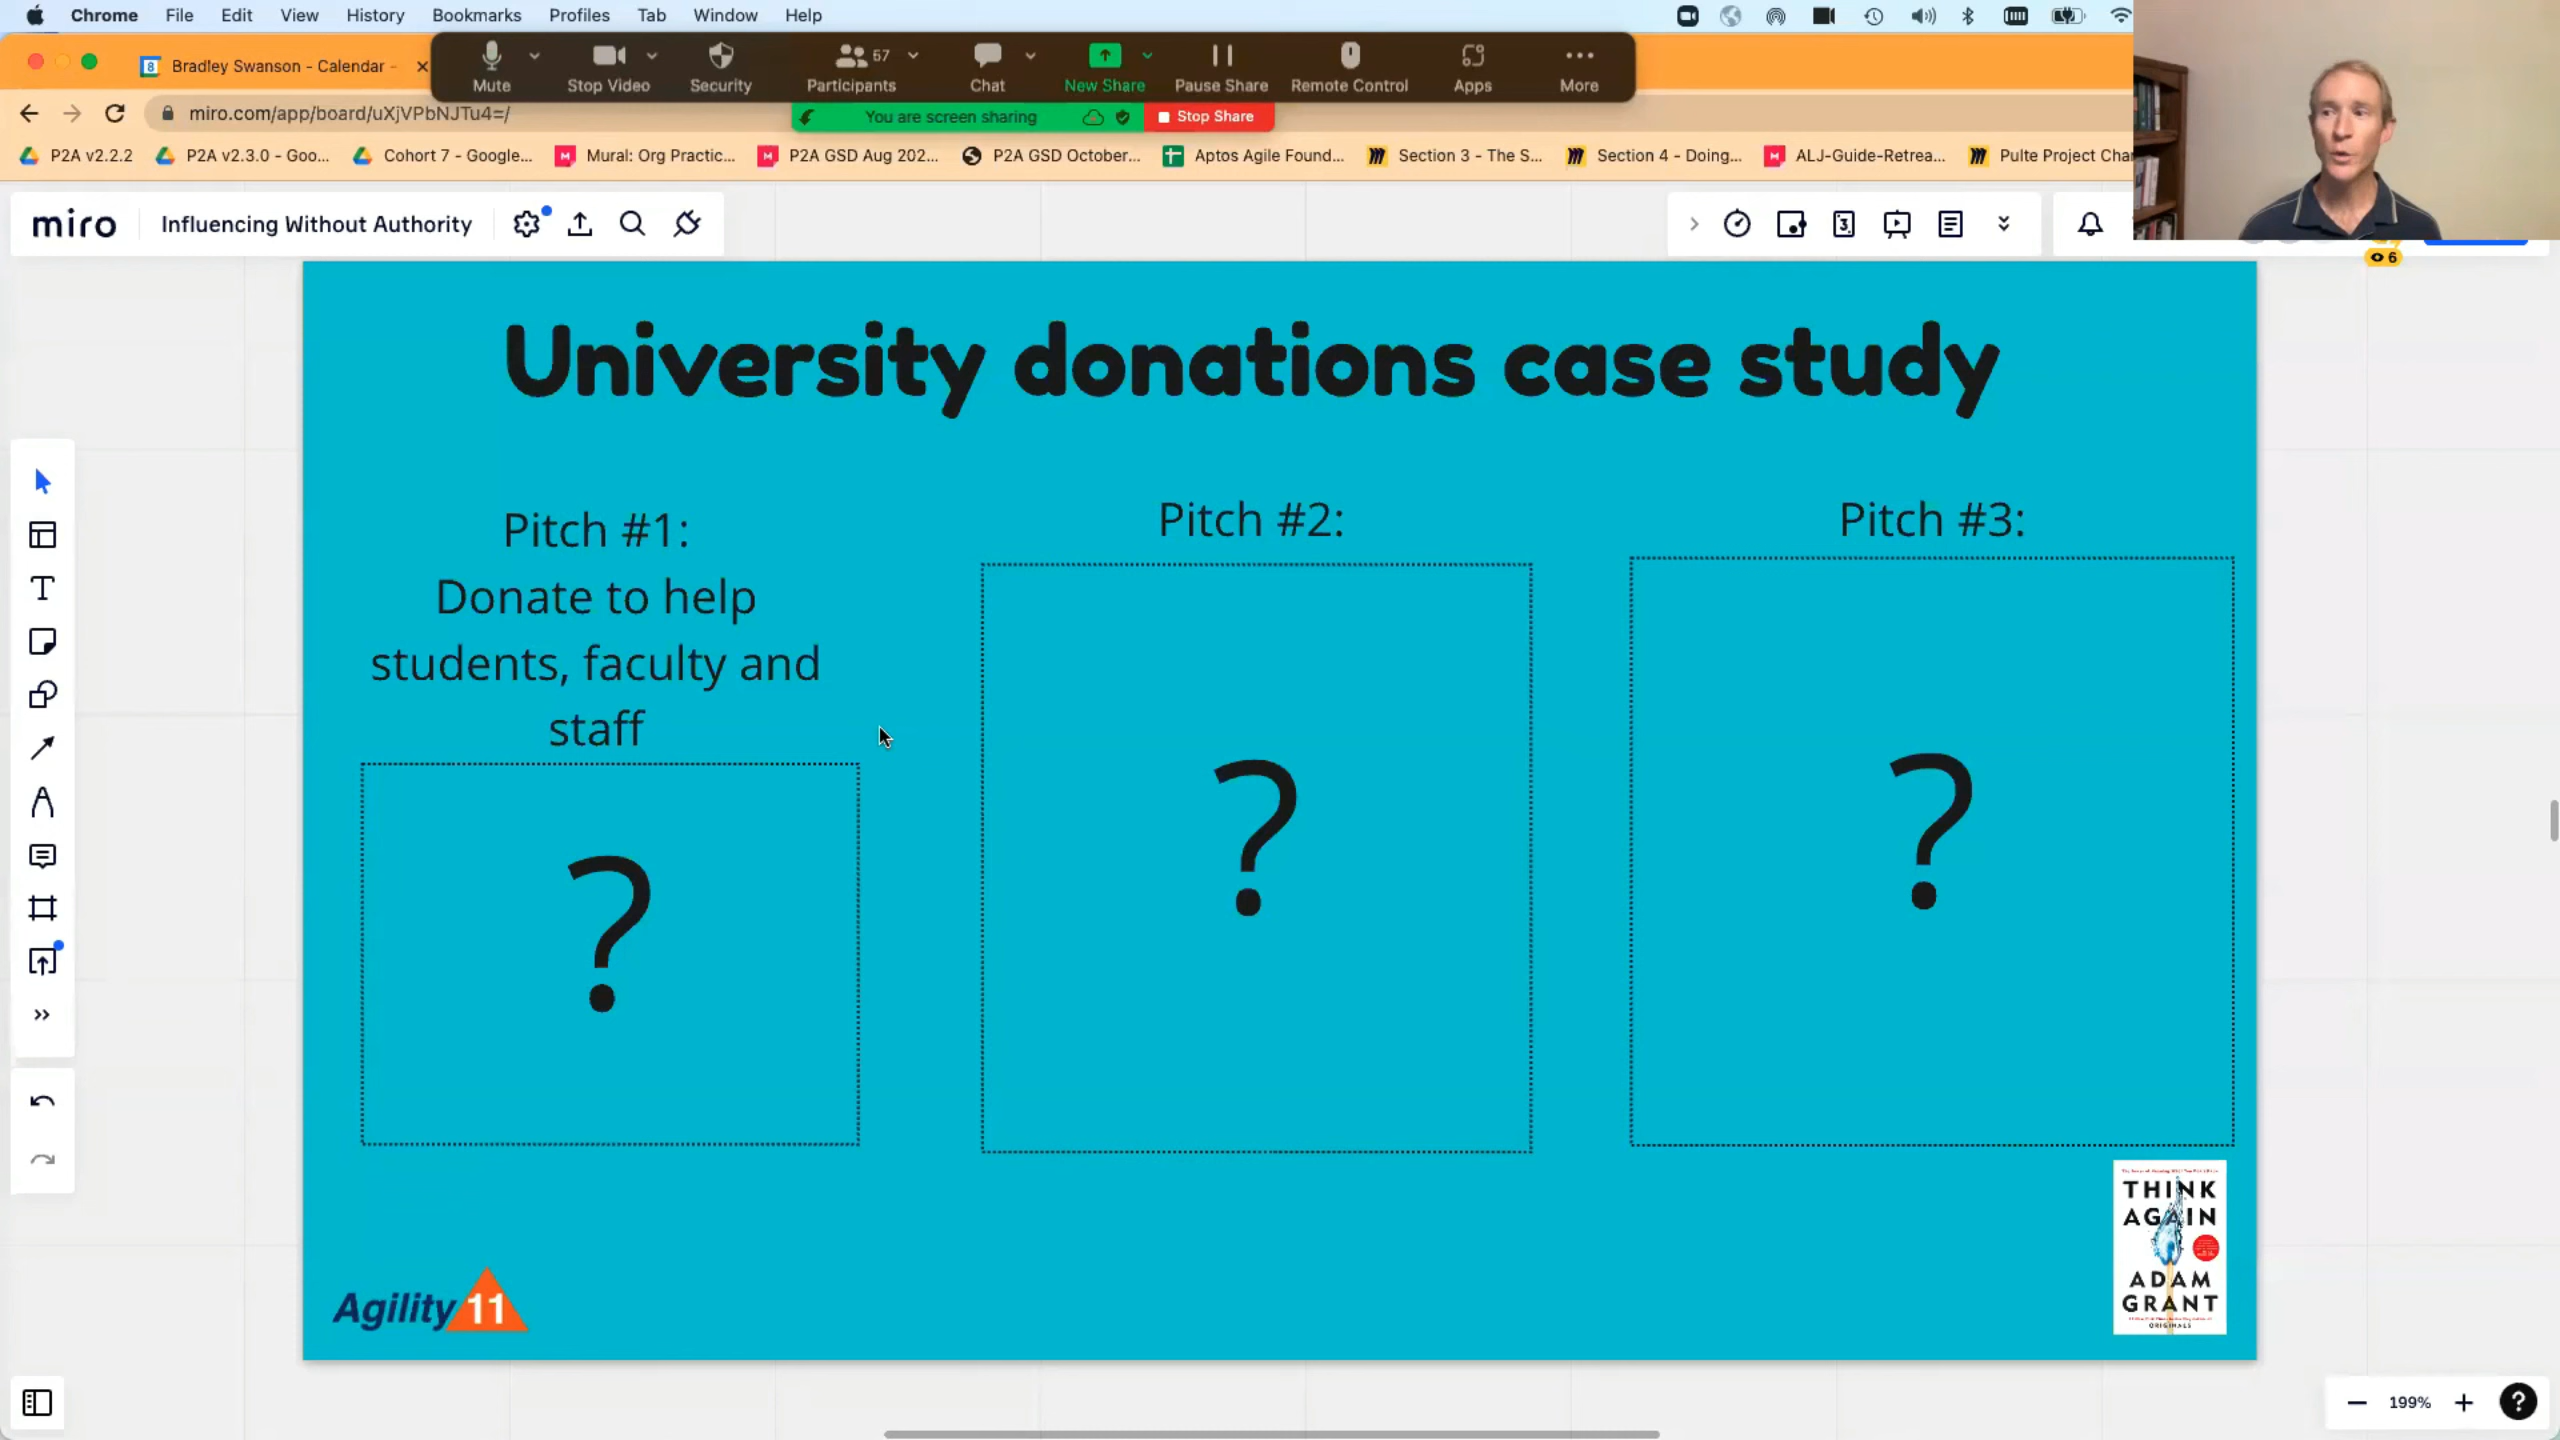 Chrome File Edit View History Bookmarks Profiles Tab Window Help
8 Bradley Swanson - Calendar -
Mute Stop Video Security Participants 57 Chat New Share Pause Share Remote Control Apps More
miro.com/app/board/uXjVPbNJTu4=/
You are screen sharing Stop Share
P2A v2.2.2 P2A v2.3.0 - Goo... Cohort 7 - Google... Mural: Org Practic... P2A GSD Aug 202... P2A GSD October... Aptos Agile Found... Section 3 - The S... Section 4 - Doing... ALJ-Guide-Retrea... Pulte Project Cha
miro Influencing Without Authority
3
6
University donations case study
Pitch #1:
Donate to help
students, faculty and
staff
?
Pitch #2:
?
Pitch #3:
?
THINK
AGAIN
ADAM
GRANT
ORIGINALS
Agility 11
199%
?